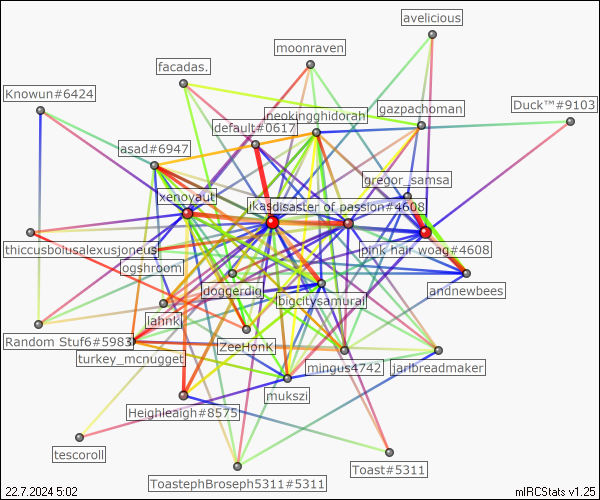 avelicious
moonraven
facadas.
Knowun#6424
neokingghidorah
gazpachoman
Duck™#9103
default#0617
asad#6947
gregor_samsa
xenoyaut
disaster of passion#4608
thiccusboiusalexusjoneus
pink hair woag#4608
ogshroom
doggerdig
bigcitysamurai
andnewbees
lahnk
Random Stuf6#5983
ZeeHonk
turkey_mcnugget
mingus4742
jarlbreadmaker
mukszi
Heighleaigh#8575
tescoroll
Toast#5311
ToastephBroseph5311#5311
22.7.2024 5:02
mIRCStats v1.25